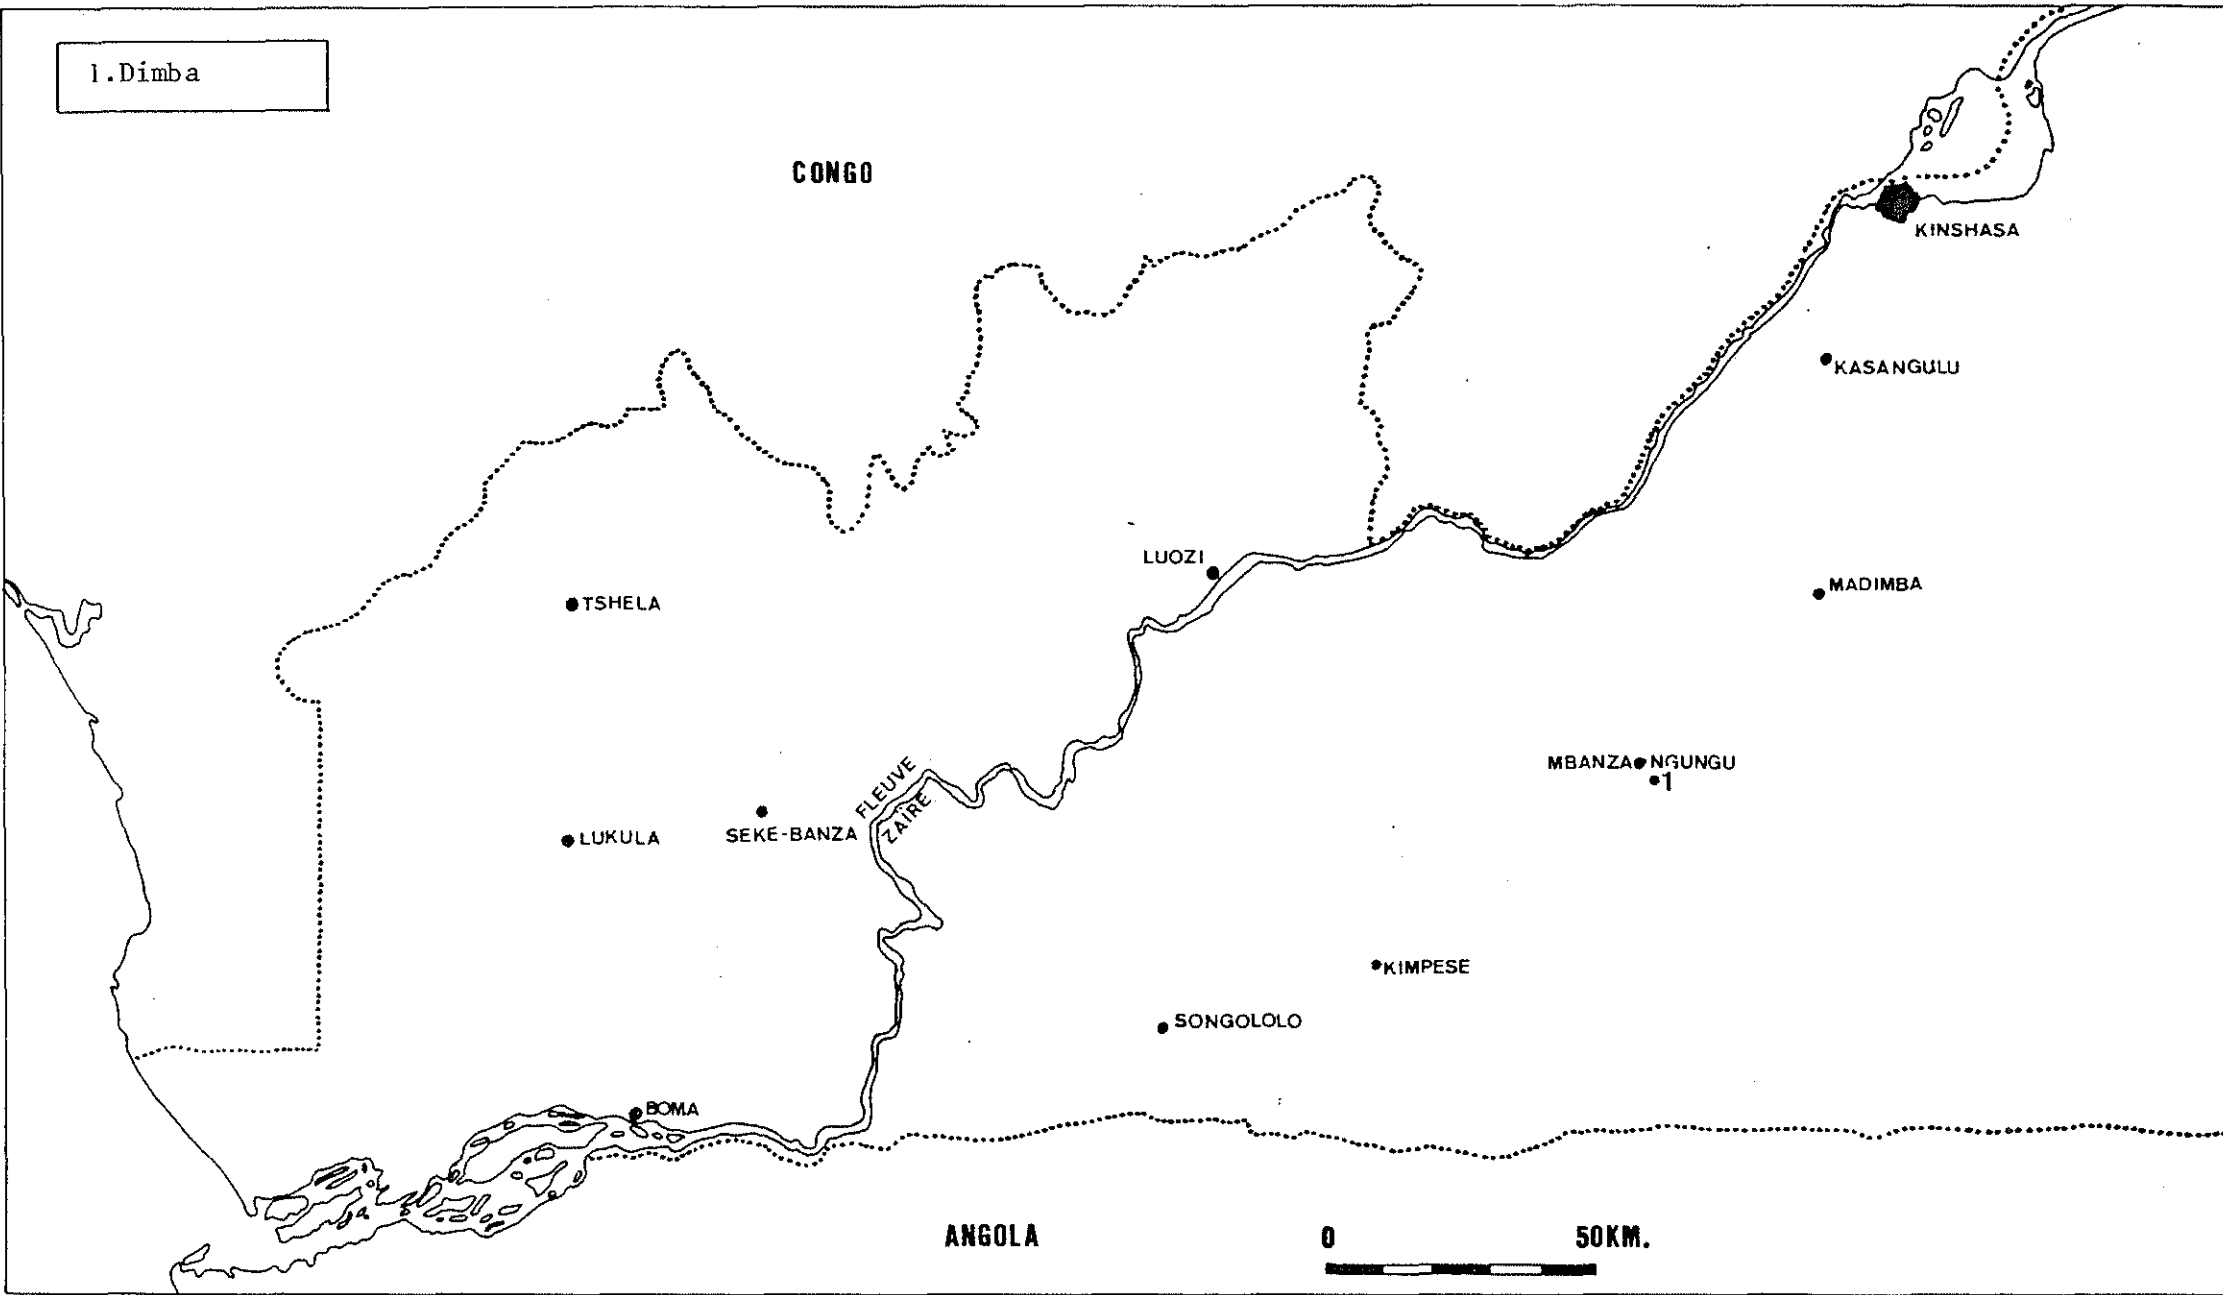 1.Dimba
CONGO
KINSHASA
KASANGULU
LUOZI
MADIMBA
TSHELA
MBANZA NGUNGU
1
FLEUVE
ZAÏRE
SEKE-BANZA
LUKULA
KIMPESE
SONGOLOLO
BOMA
ANGOLA
0 50KM.